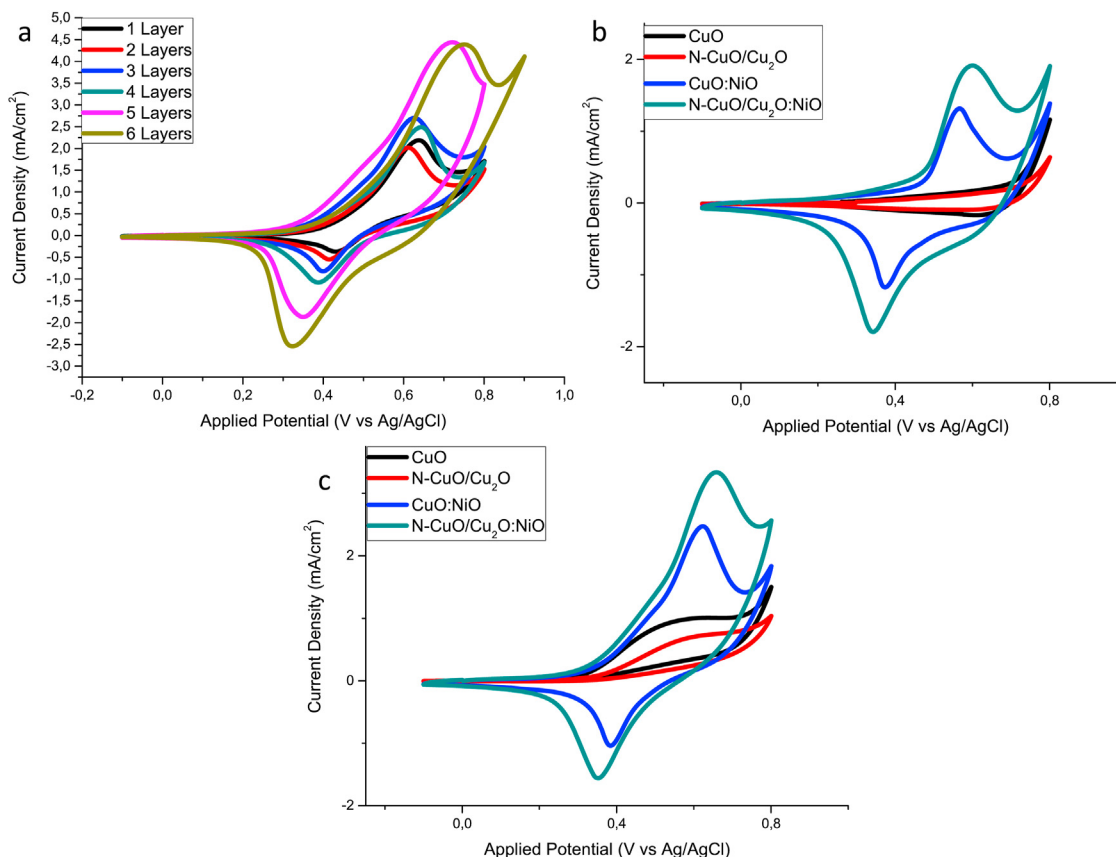 a
1 Layer
2 Layers
3 Layers
4 Layers
5 Layers
6 Layers
5,0
4,5
4,0
3,5
3,0
2,5
2,0
1,5
1,0
0,5
0,0
-0,5
-1,0
-1,5
-2,0
-2,5
-3,0
Current Density (mA/cm²)
-0,2
0,0
0,2
0,4
0,6
0,8
1,0
Applied Potential (V vs Ag/AgCl)
b
CuO
N-CuO/Cu₂O
CuO:NiO
N-CuO/Cu₂O:NiO
2
0
-2
Current Density (mA/cm²)
0,0
0,4
0,8
Applied Potential (V vs Ag/AgCl)
c
CuO
N-CuO/Cu₂O
CuO:NiO
N-CuO/Cu₂O:NiO
2
0
-2
Current Density (mA/cm²)
0,0
0,4
0,8
Applied Potential (V vs Ag/AgCl)